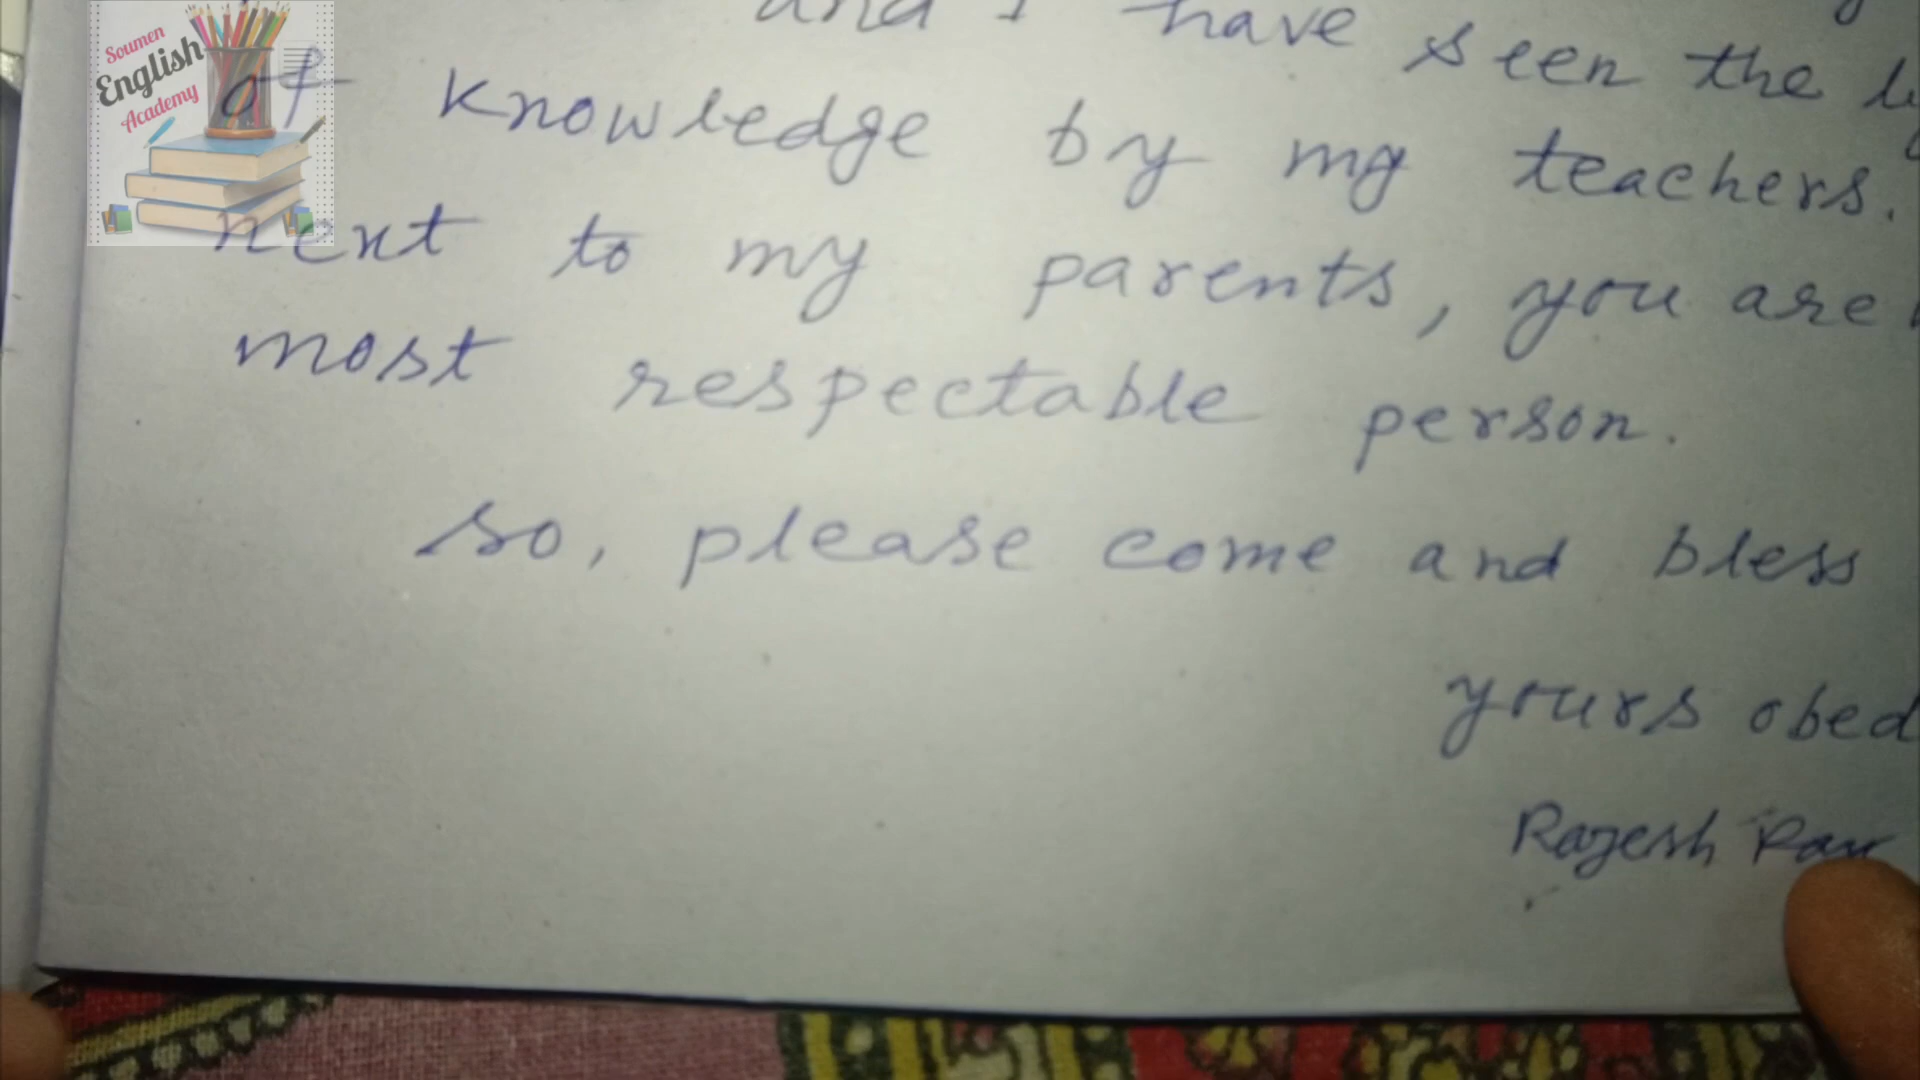 Soumen
English
Academy
and I have seen the
of knowledge by my teachers.
next to my parents, you are
most respectable person.
so, please come and bless
yours obed
Rajesh